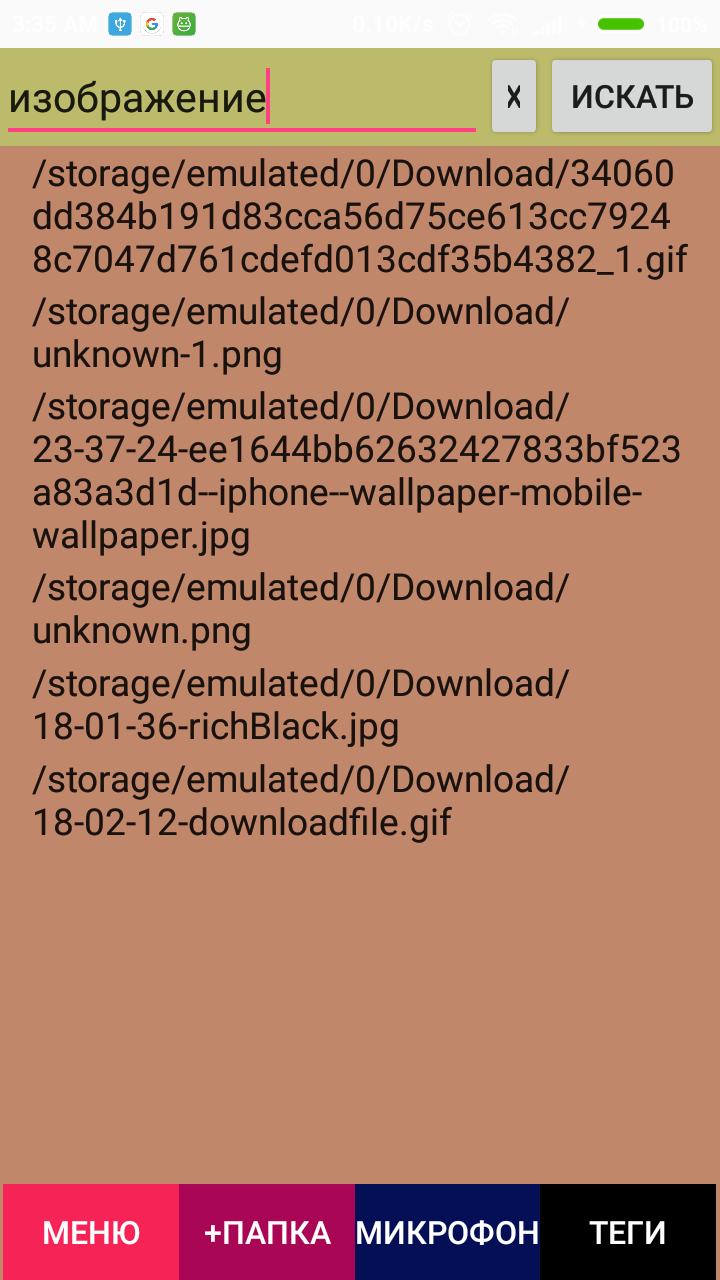 3:35 AM 0.10K/s 100%
изображение X ИСКАТЬ
/storage/emulated/0/Download/34060
dd384b191d83cca56d75ce613cc7924
8c7047d761cdefd013cdf35b4382_1.gif
/storage/emulated/0/Download/
unknown-1.png
/storage/emulated/0/Download/
23-37-24-ee1644bb62632427833bf523
a83a3d1d--iphone--wallpaper-mobile-
wallpaper.jpg
/storage/emulated/0/Download/
unknown.png
/storage/emulated/0/Download/
18-01-36-richBlack.jpg
/storage/emulated/0/Download/
18-02-12-downloadfile.gif
МЕНЮ +ПАПКА МИКРОФОН ТЕГИ